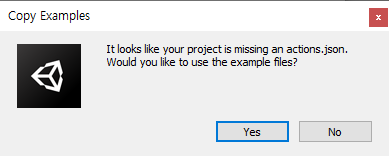 Copy Examples
x
It looks like your project is missing an actions.json.
Would you like to use the example files?
Yes
No